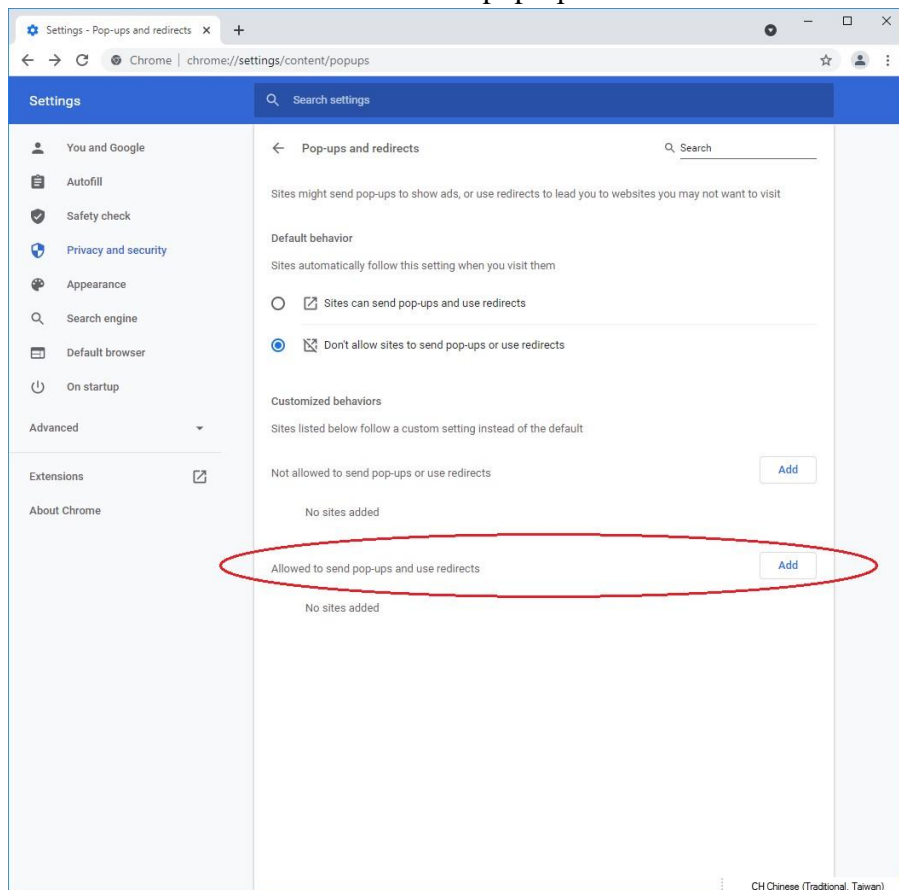 Settings - Pop-ups and redirects
Chrome | chrome://settings/content/popups
Settings
Search settings
You and Google
Autofill
Safety check
Privacy and security
Appearance
Search engine
Default browser
On startup
Advanced
Extensions
About Chrome
Pop-ups and redirects
Search
Sites might send pop-ups to show ads, or use redirects to lead you to websites you may not want to visit
Default behavior
Sites automatically follow this setting when you visit them
Sites can send pop-ups and use redirects
Don't allow sites to send pop-ups or use redirects
Customized behaviors
Sites listed below follow a custom setting instead of the default
Not allowed to send pop-ups or use redirects
Add
No sites added
Allowed to send pop-ups and use redirects
Add
No sites added
CH Chinese (Traditional, Taiwan)